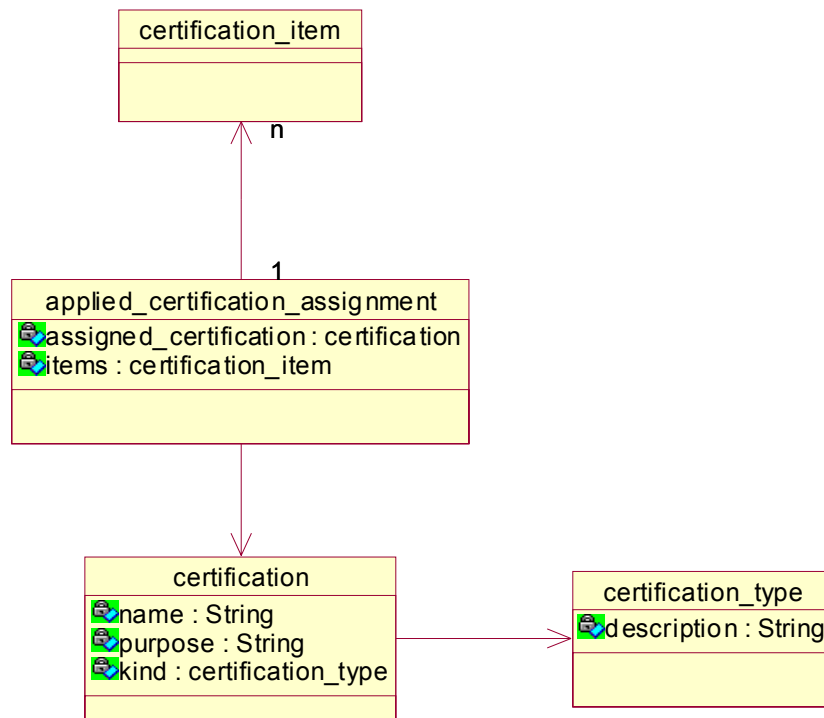 certification_item
n
1
applied_certification_assignment
assigned_certification : certification
items : certification_item
certification
name : String
purpose : String
kind : certification_type
certification_type
description : String